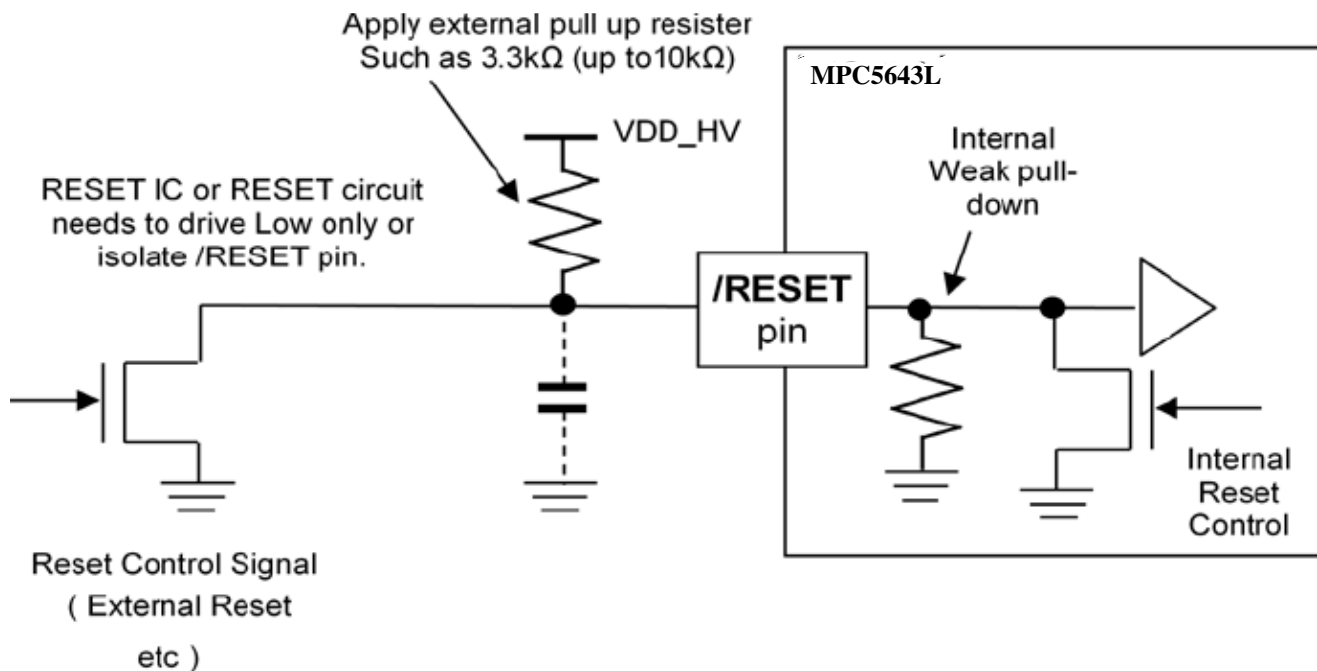 Apply external pull up resister
Such as 3.3kΩ (up to10kΩ)
MPC5643L
VDD_HV
Internal
Weak pull-
down
RESET IC or RESET circuit
needs to drive Low only or
isolate /RESET pin.
/RESET
pin
Internal
Reset
Control
Reset Control Signal
( External Reset
etc )